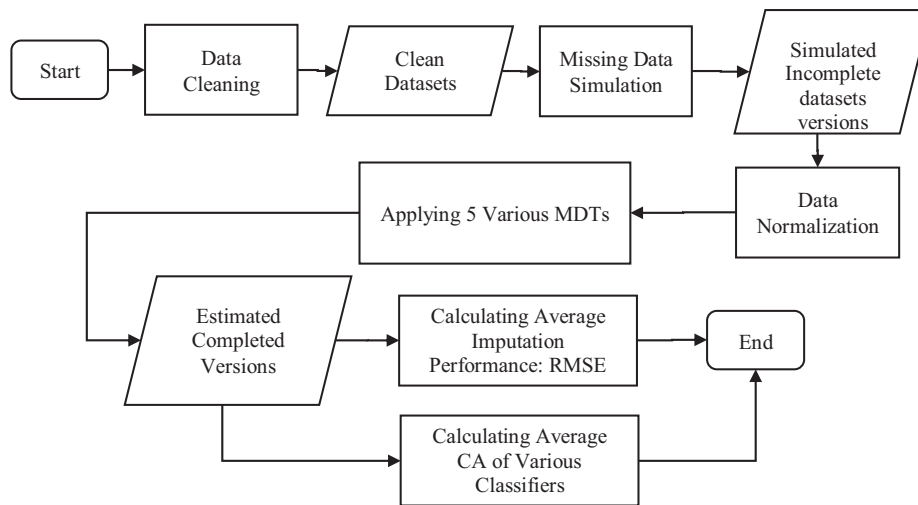 Start
Data
Cleaning
Clean
Datasets
Missing Data
Simulation
Simulated
Incomplete
datasets
versions
Data
Normalization
Applying 5 Various MDTs
Estimated
Completed
Versions
Calculating Average
Imputation
Performance: RMSE
End
Calculating Average
CA of Various
Classifiers